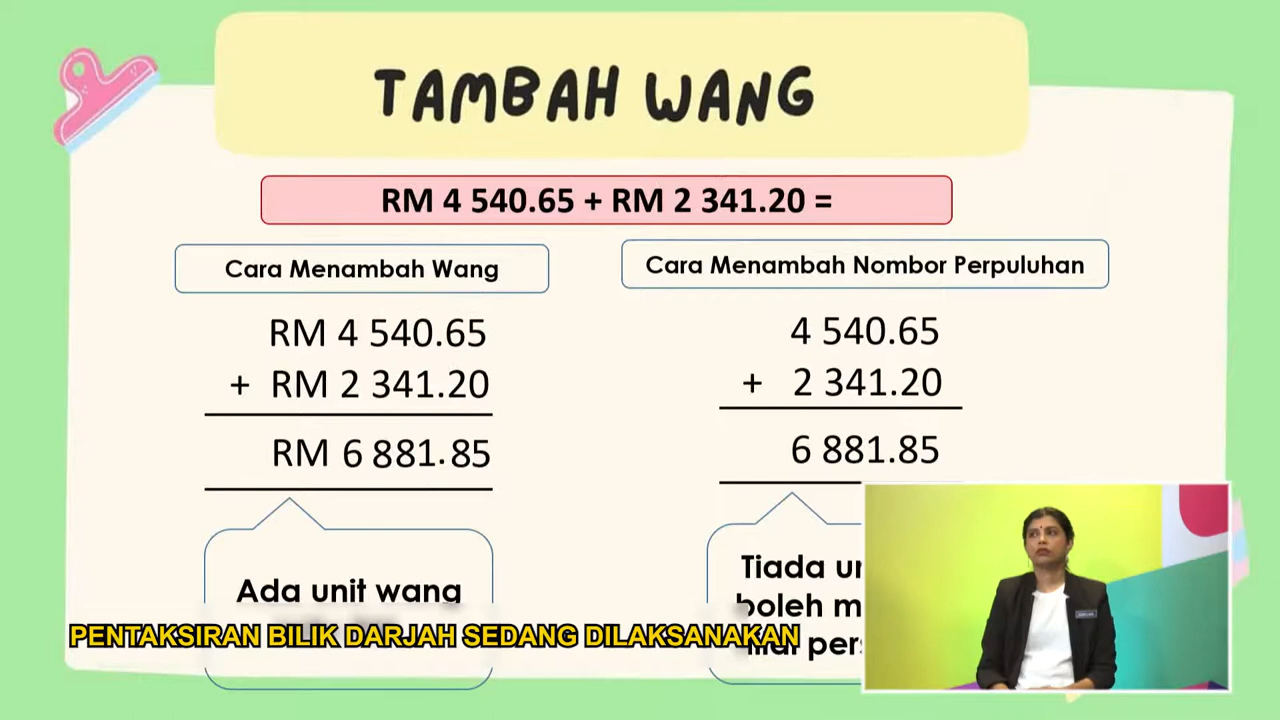 TAMBAH WANG
RM 4 540.65 + RM 2 341.20 =
Cara Menambah Wang
RM 4 540.65
+ RM 2 341.20
RM 6 881.85
Ada unit wang
Cara Menambah Nombor Perpuluhan
4 540.65
+ 2 341.20
6 881.85
Tiada
boleh
PENTAKSIRAN BILIK DARJAH SEDANG DILAKSANAKAN